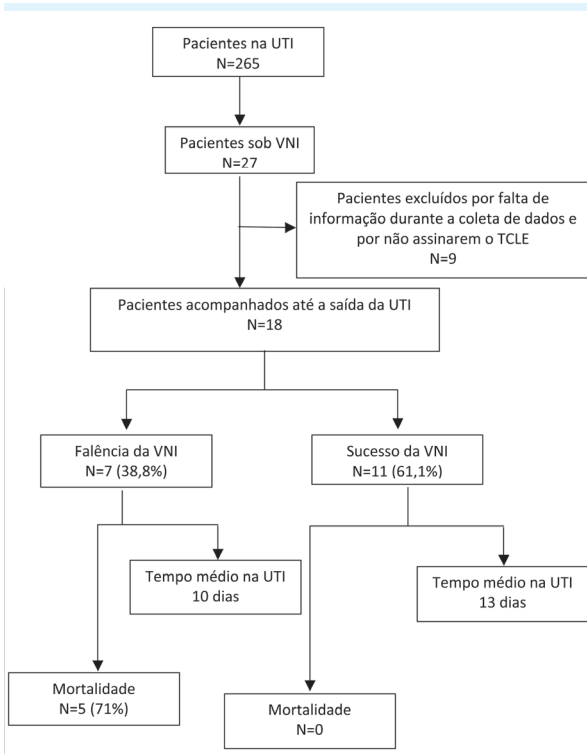 Pacientes na UTI
N=265
Pacientes sob VNI
N=27
Pacientes excluídos por falta de
informação durante a coleta de dados e
por não assinarem o TCLE
N=9
Pacientes acompanhados até a saída da UTI
N=18
Falência da VNI
N=7 (38,8%)
Sucesso da VNI
N=11 (61,1%)
Tempo médio na UTI
10 dias
Tempo médio na UTI
13 dias
Mortalidade
N=5 (71%)
Mortalidade
N=0